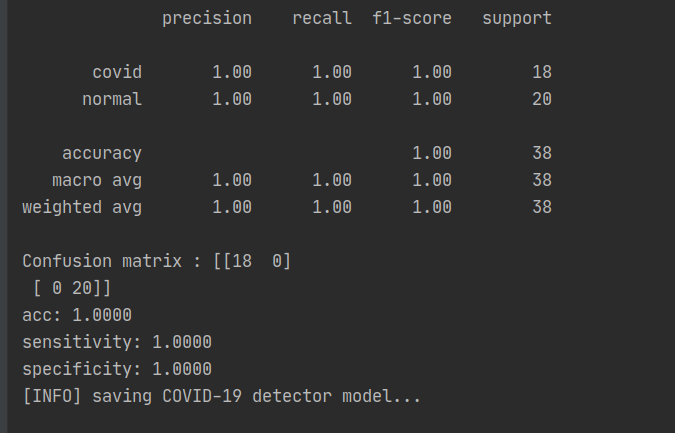 precision recall f1-score support
covid 1.00 1.00 1.00 18
normal 1.00 1.00 1.00 20
accuracy 1.00 38
macro avg 1.00 1.00 1.00 38
weighted avg 1.00 1.00 1.00 38
Confusion matrix : [[18  0]
 [ 0 20]]
acc: 1.0000
sensitivity: 1.0000
specificity: 1.0000
[INFO] saving COVID-19 detector model...